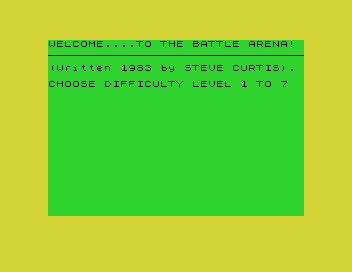 WELCOME....TO THE BATTLE ARENA!
(Written 1983 by STEVE CURTIS).
CHOOSE DIFFICULTY LEVEL 1 TO 7